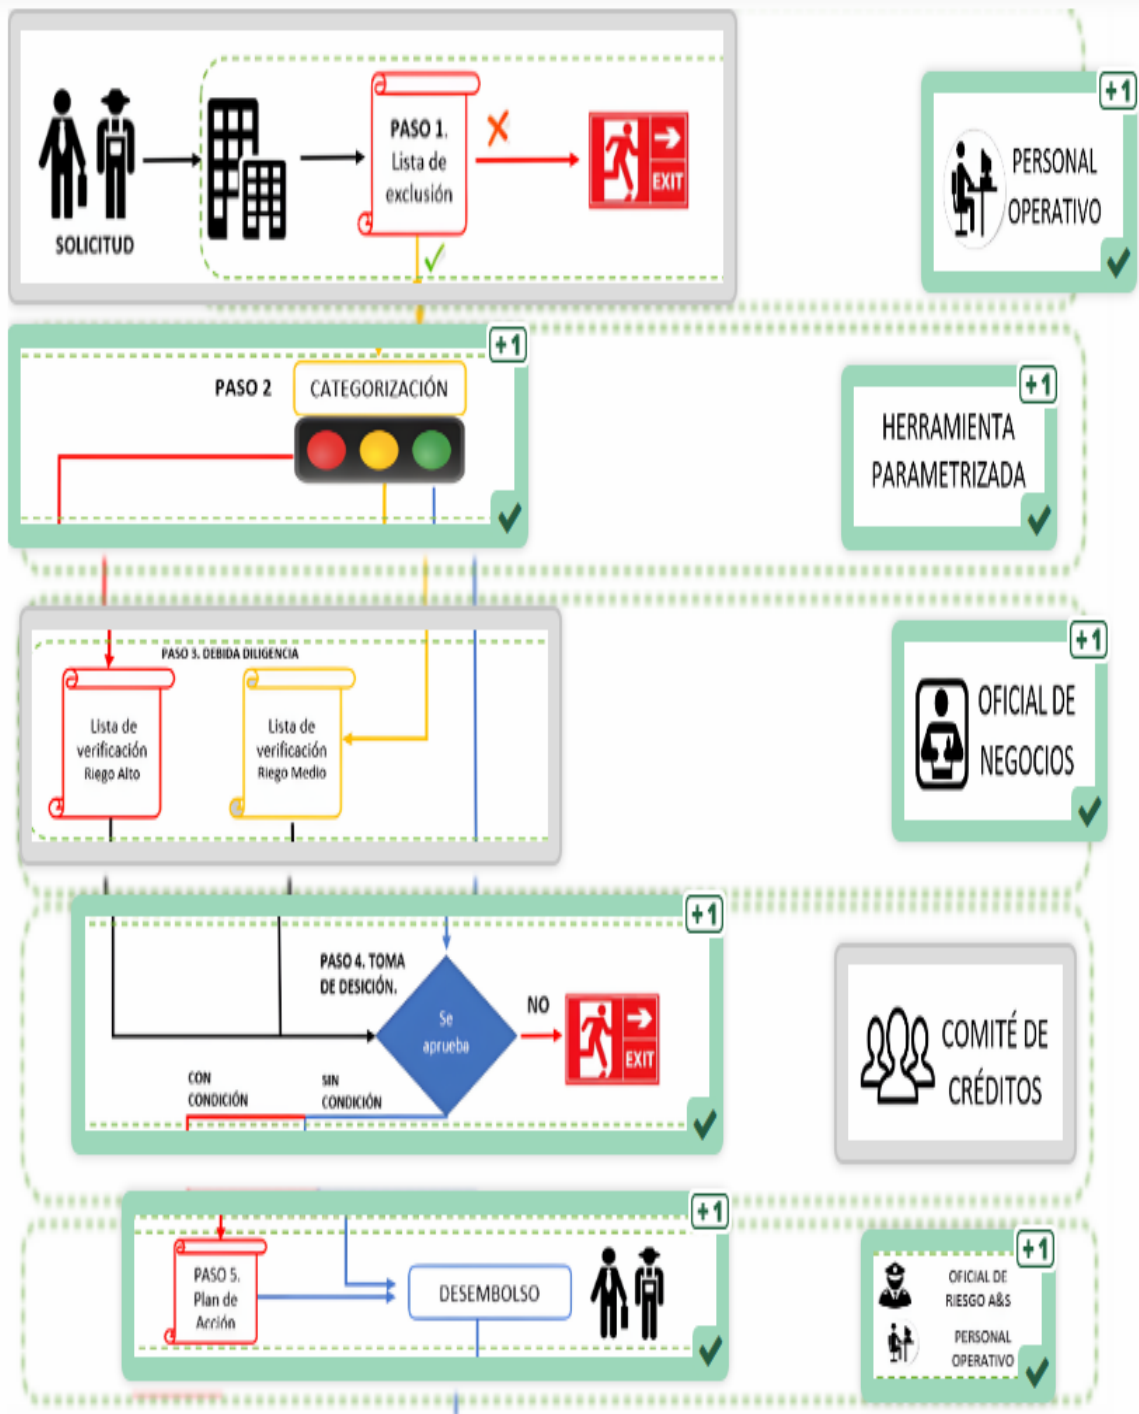 SOLICITUD
PASO 1.
Lista de
exclusión
EXIT
+1
PERSONAL
OPERATIVO
+1
PASO 2
CATEGORIZACIÓN
+1
HERRAMIENTA
PARAMETRIZADA
PASO 3. DEBIDA DILIGENCIA
Lista de
verificación
Riego Alto
Lista de
verificación
Riego Medio
+1
OFICIAL DE
NEGOCIOS
+1
PASO 4. TOMA
DE DESICIÓN.
Se
aprueba
NO
EXIT
CON
CONDICIÓN
SIN
CONDICIÓN
COMITÉ DE
CRÉDITOS
+1
PASO 5.
Plan de
Acción
DESEMBOLSO
+1
OFICIAL DE
RIESGO A&S
PERSONAL
OPERATIVO